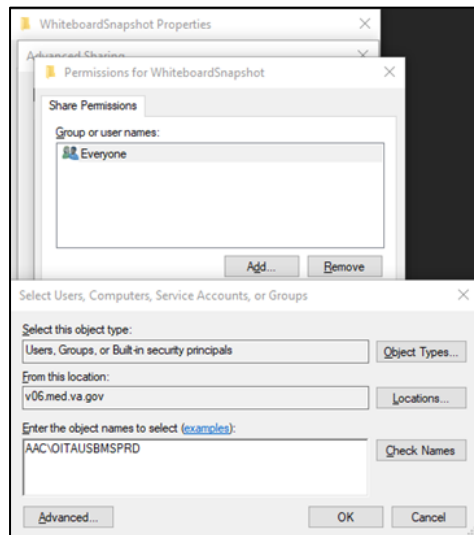 WhiteboardSnapshot Properties
Advanced Sharing
Permissions for WhiteboardSnapshot
Share Permissions
Group or user names:
Everyone
Add...
Remove
Select Users, Computers, Service Accounts, or Groups
Select this object type:
Users, Groups, or Built-in security principals
Object Types...
From this location:
v06.med.va.gov
Locations...
Enter the object names to select (examples):
AAC\OITAUSBMSPRD
Check Names
Advanced...
OK
Cancel